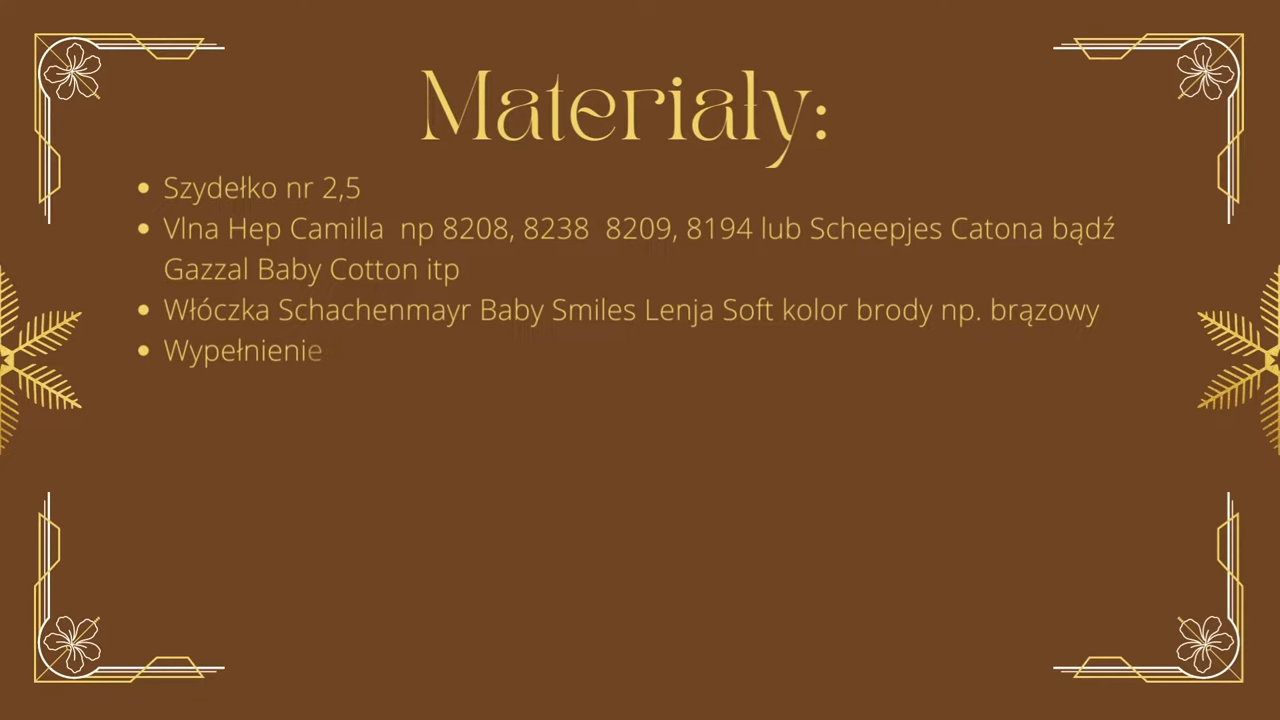 Materiały:
Szydełko nr 2,5
Vlna Hep Camilla np 8208, 8238 8209, 8194 lub Scheepjes Catona bądź
Gazzal Baby Cotton itp
Włóczka Schachenmayr Baby Smiles Lenja Soft kolor brody np. brązowy
Wypełnienie